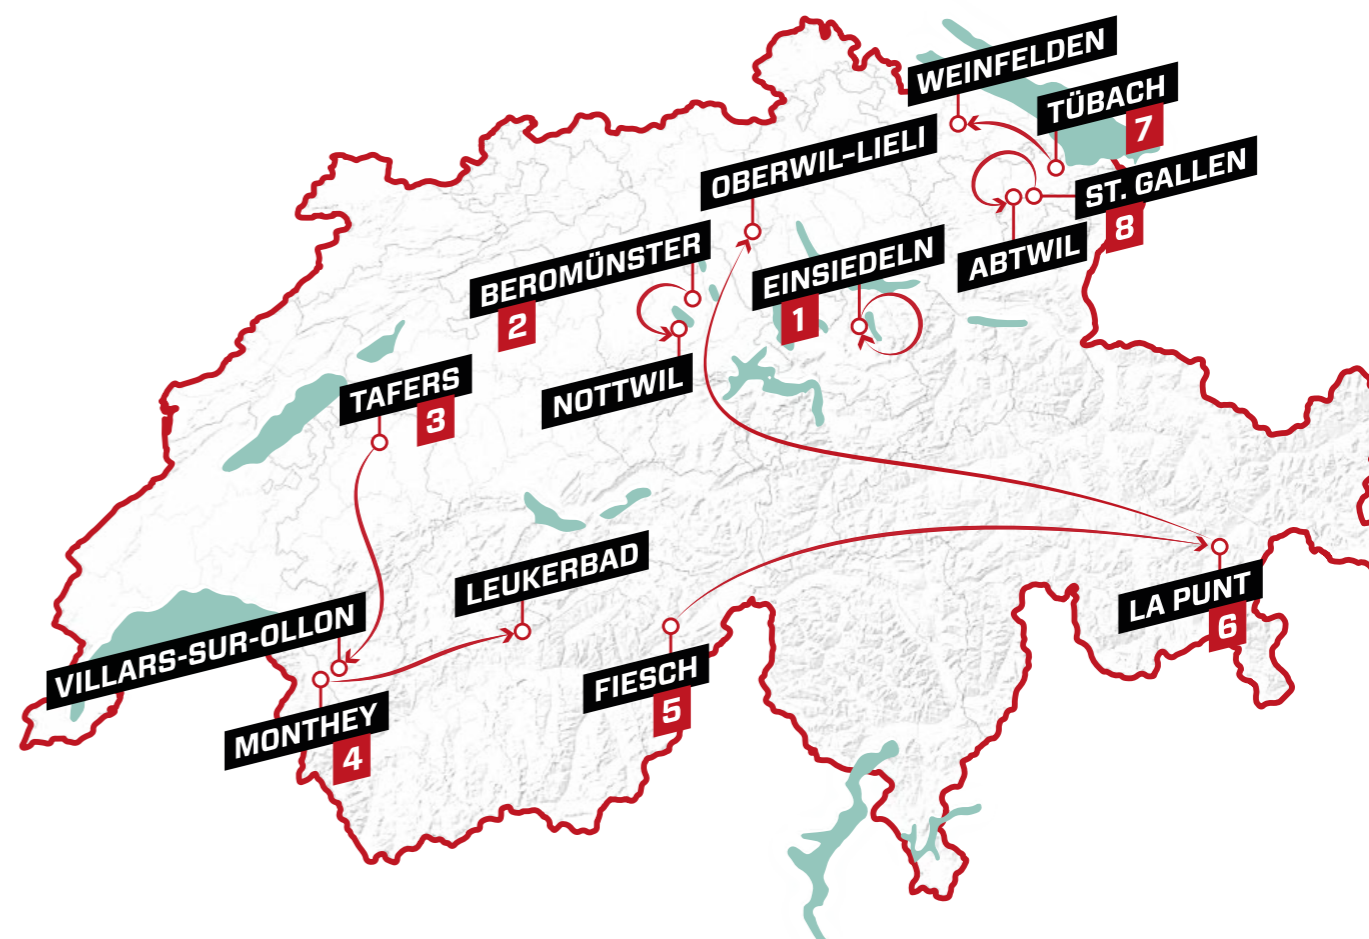 WEINFELDEN
TÜBACH
7
OBERWIL-LIELI
ST. GALLEN
8
ABTWIL
BEROMÜNSTER
2
EINSIEDELN
1
NOTTWIL
TAFERS
3
LEUKERBAD
VILLARS-SUR-OLLON
MONTHEY
4
FIESCH
5
LA PUNT
6